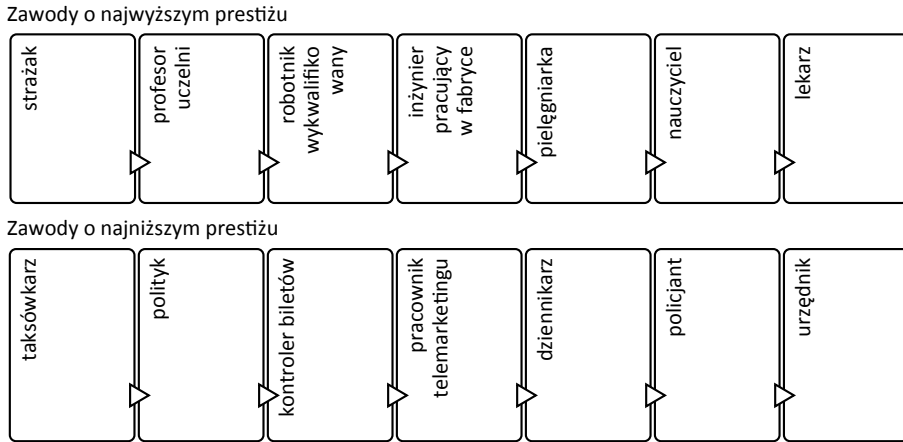 Zawody o najwyższym prestiżu
strażak
profesor
uczelni
robotnik
wykwalifiko
wany
inżynier
pracujący
w fabryce
pielęgniarka
nauczyciel
lekarz
Zawody o najniższym prestiżu
taksówkarz
polityk
kontroler biletów
pracownik
telemarketingu
dziennikarz
policjant
urzędnik